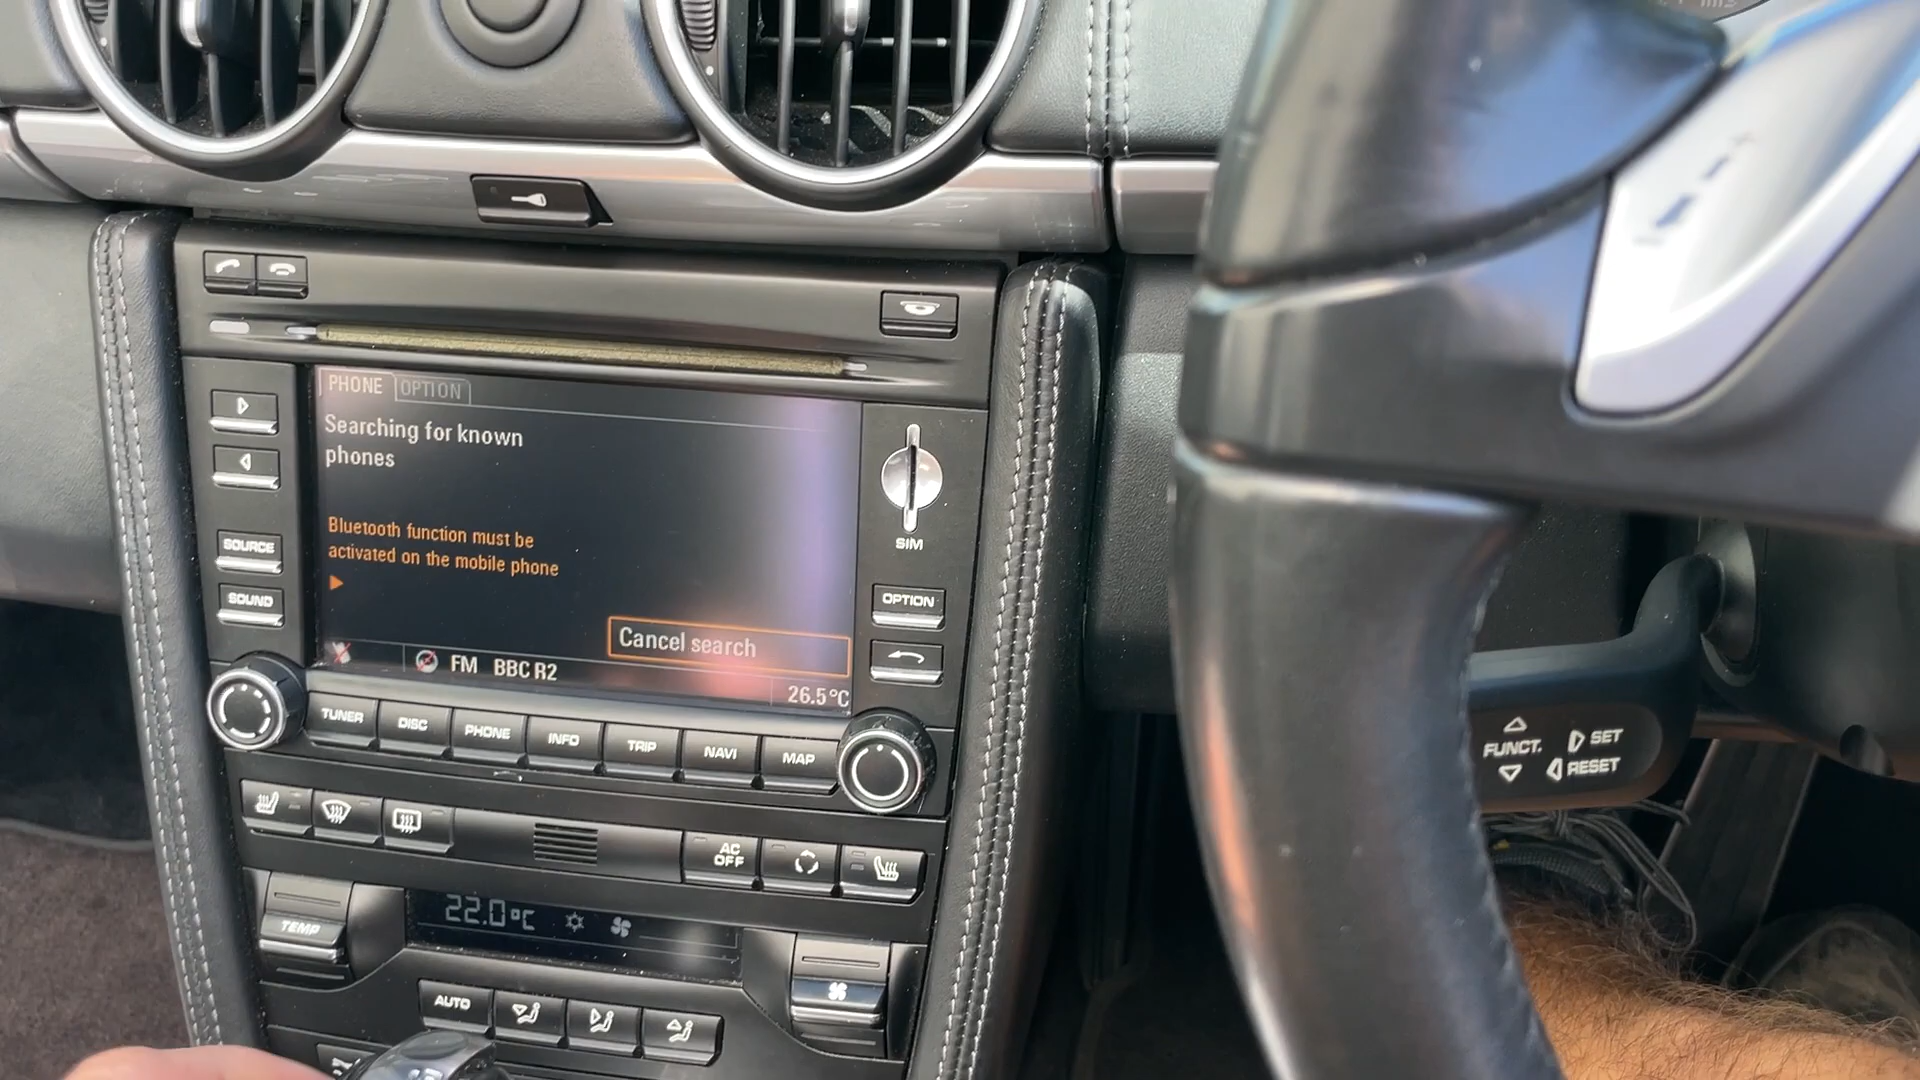 PHONE OPTION
Searching for known
phones
Bluetooth function must be
activated on the mobile phone
Cancel search
FM BBC R2
26.5°C
SOURCE
SOUND
SIM
OPTION
TUNER DISC PHONE INFO TRIP NAVI MAP
AC
OFF
TEMP
22.0°C
AUTO
FUNCT.
SET
RESET